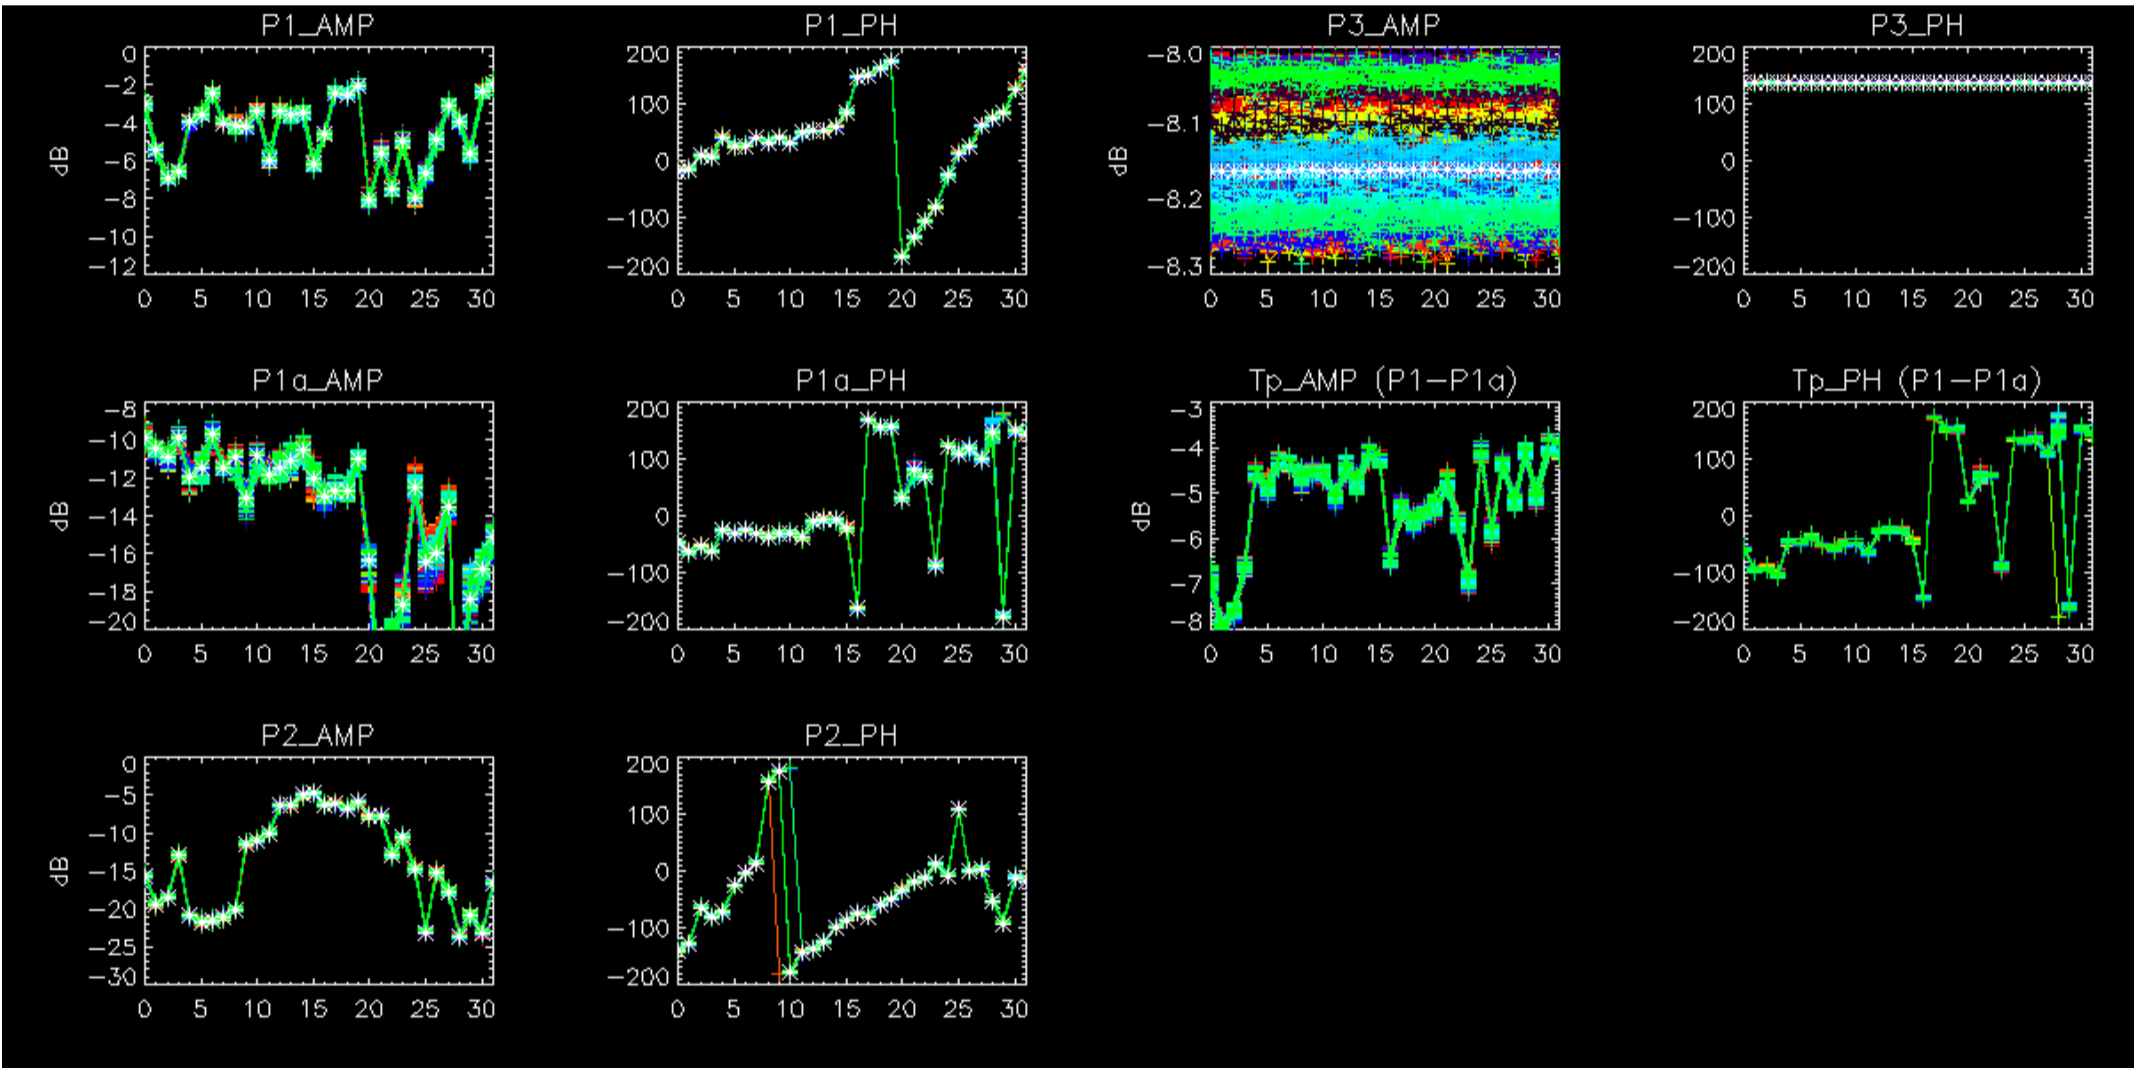 P1_AMP
0
−2
−4
−6
−8
−10
−12
dB
0 5 10 15 20 25 30
P1_PH
200
100
0
−100
−200
0 5 10 15 20 25 30
P3_AMP
−8.0
−8.1
−8.2
−8.3
dB
0 5 10 15 20 25 30
P3_PH
200
100
0
−100
−200
0 5 10 15 20 25 30
P1a_AMP
−8
−10
−12
−14
−16
−18
−20
dB
0 5 10 15 20 25 30
P1a_PH
200
100
0
−100
−200
0 5 10 15 20 25 30
Tp_AMP (P1−P1a)
−3
−4
−5
−6
−7
−8
dB
0 5 10 15 20 25 30
Tp_PH (P1−P1a)
200
100
0
−100
−200
0 5 10 15 20 25 30
P2_AMP
0
−5
−10
−15
−20
−25
−30
dB
0 5 10 15 20 25 30
P2_PH
200
100
0
−100
−200
0 5 10 15 20 25 30